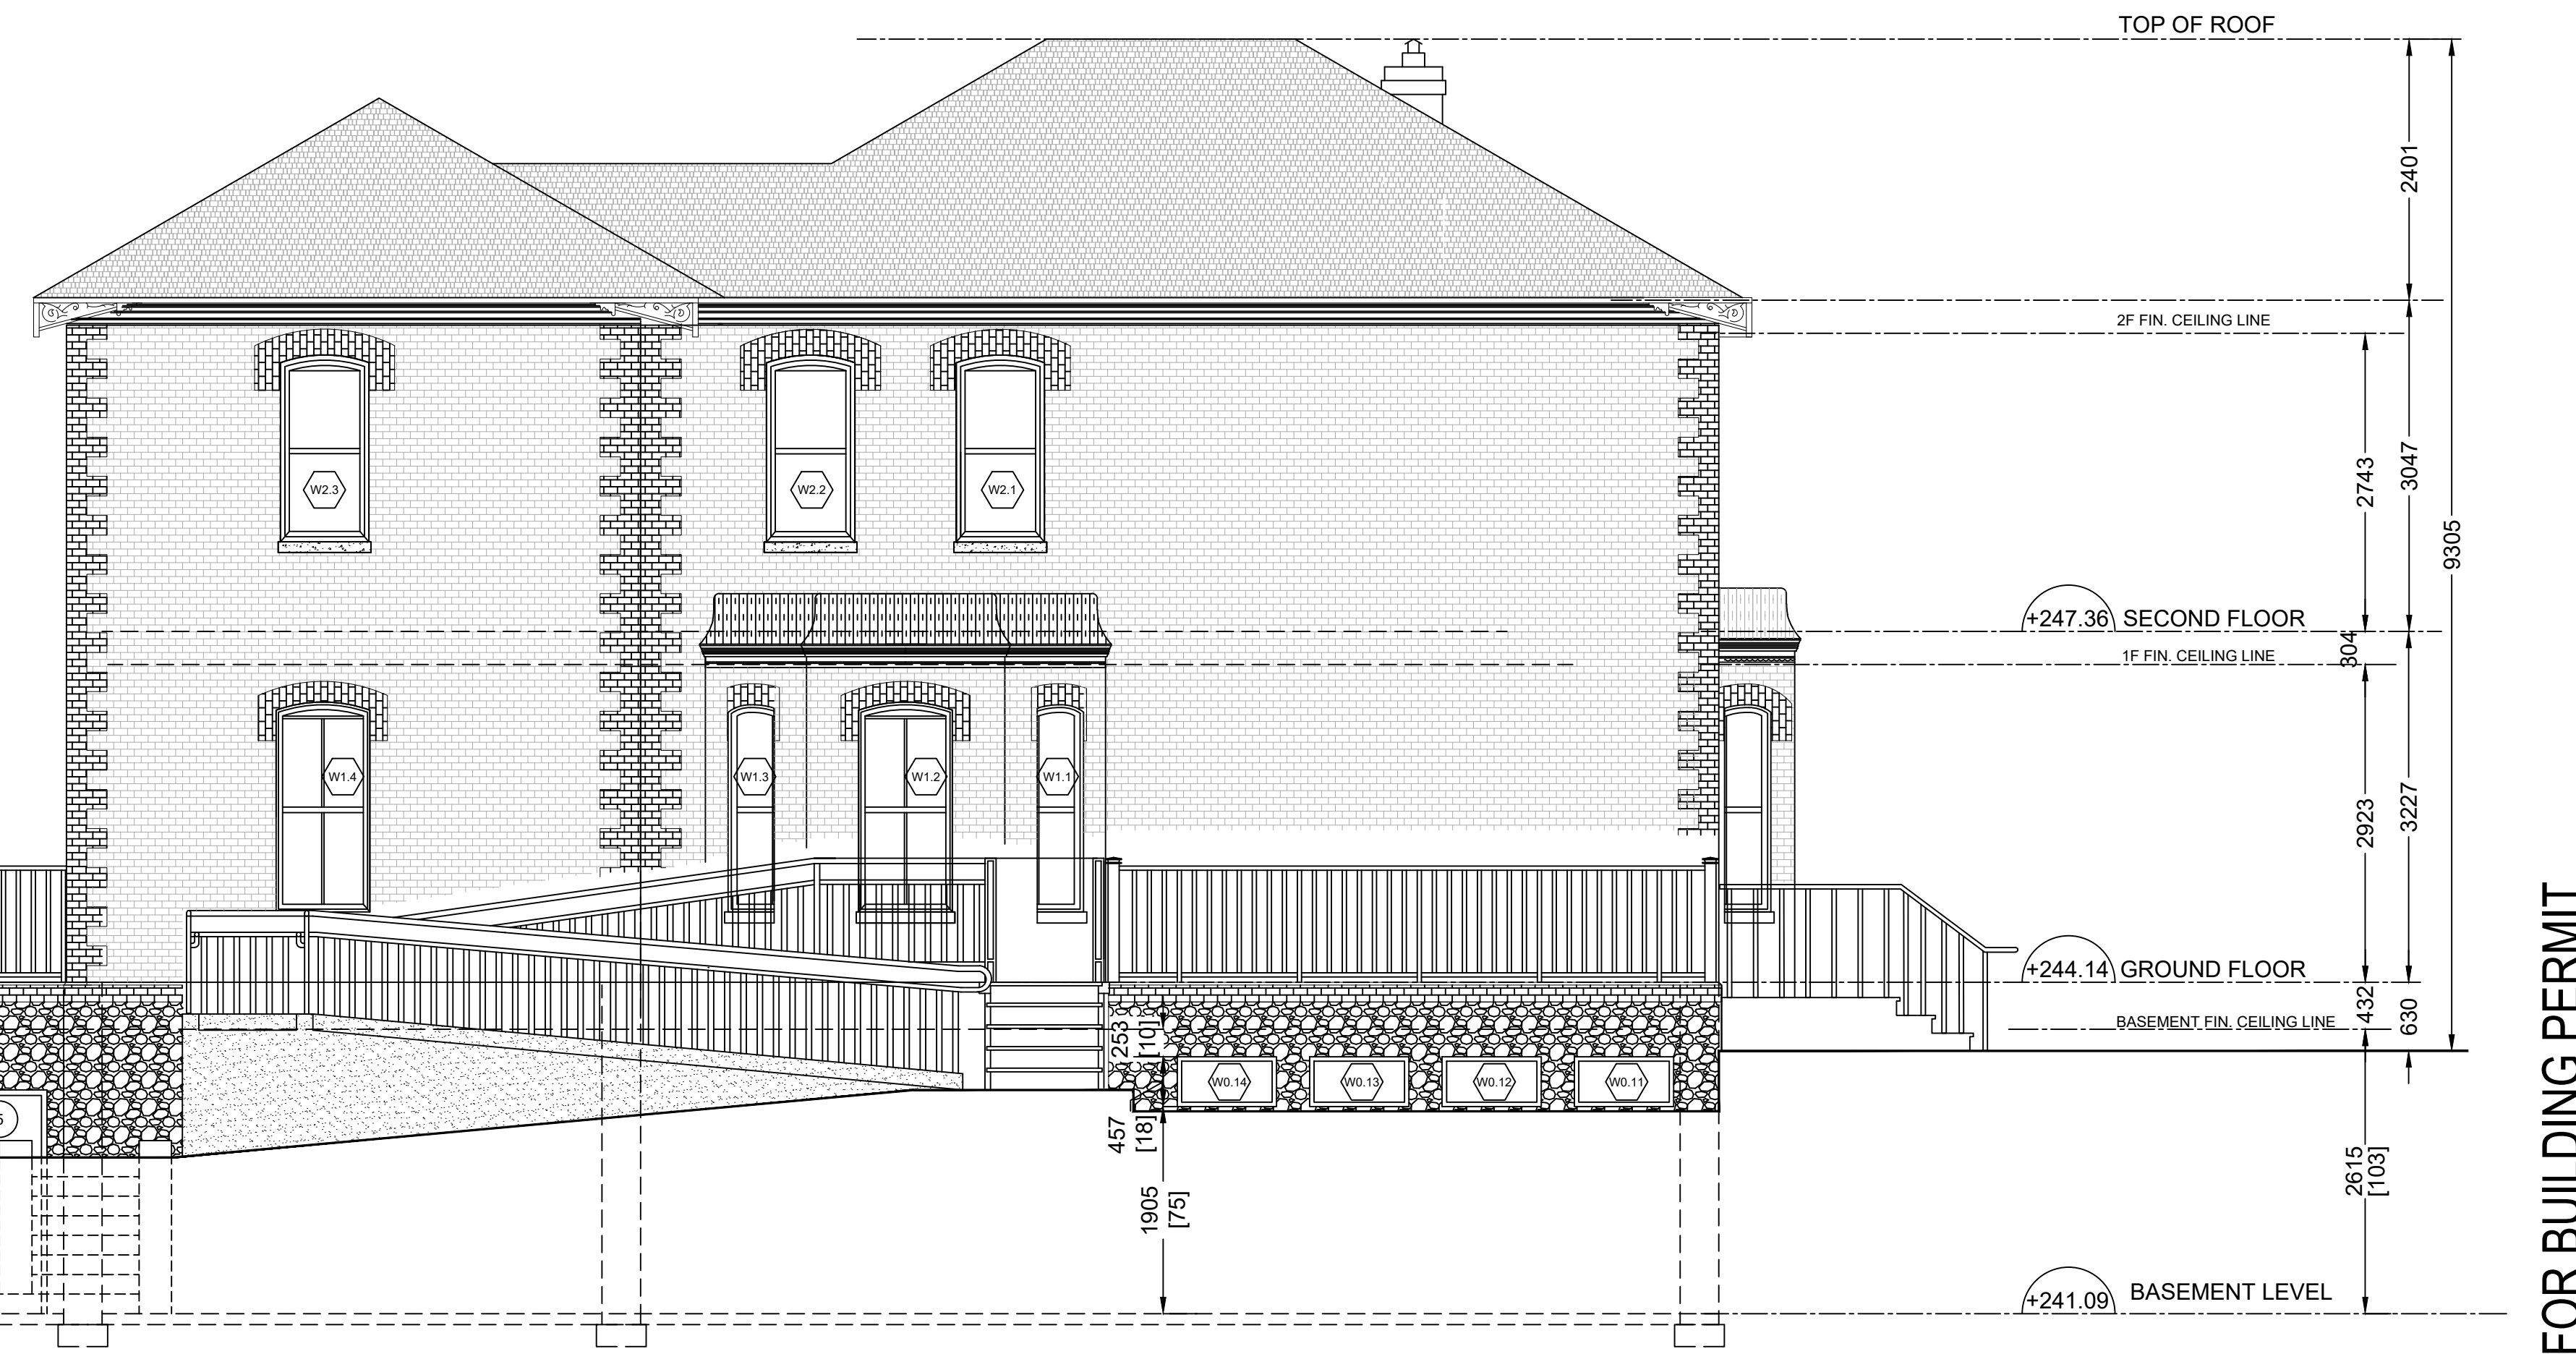 TOP OF ROOF
2401
2F FIN. CEILING LINE
2743
3047
9305
W2.3
W2.2
W2.1
+247.36 SECOND FLOOR
304
1F FIN. CEILING LINE
W1.4
W1.3
W1.2
W1.1
2923
3227
+244.14 GROUND FLOOR
432
630
BASEMENT FIN. CEILING LINE
253
[10]
W0.14
W0.13
W0.12
W0.11
457
[18]
1905
[75]
2615
[103]
+241.09 BASEMENT LEVEL
FOR BUILDING PERMIT